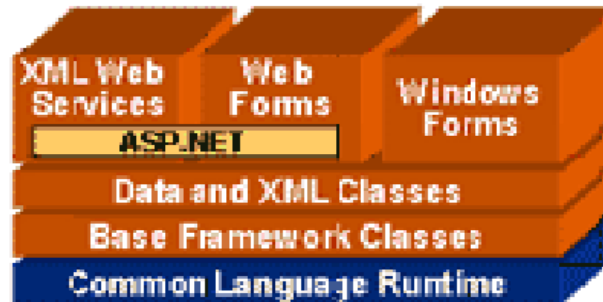 XML Web
Services
Web
Forms
Windows
Forms
ASP.NET
Data and XML Classes
Base Framework Classes
Common Language Runtime